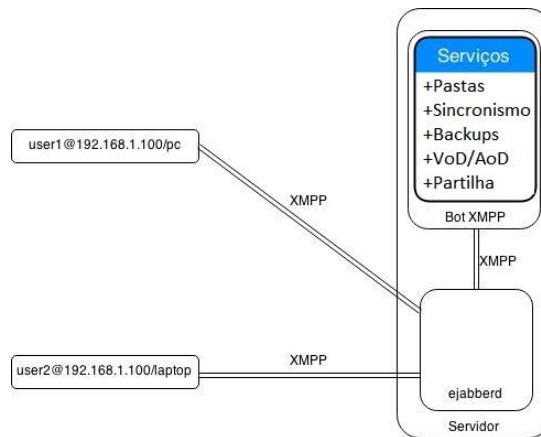 Serviços
+Pastas
+Sincronismo
+Backups
+VoD/AoD
+Partilha
Bot XMPP
user1@192.168.1.100/pc
XMPP
XMPP
user2@192.168.1.100/laptop
XMPP
ejabberd
Servidor